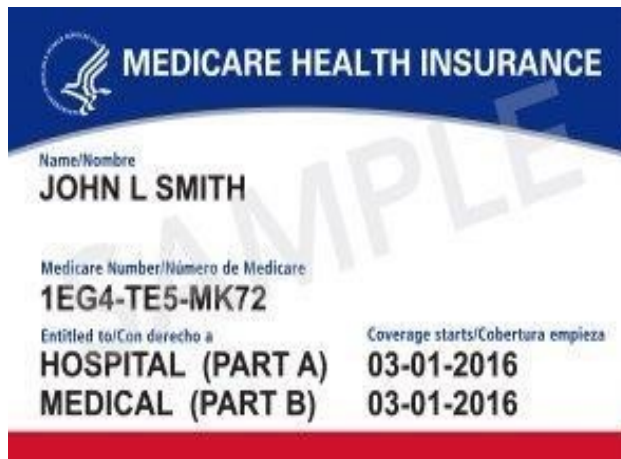 MEDICARE HEALTH INSURANCE
Name/Nombre
JOHN L SMITH
Medicare Number/Número de Medicare
1EG4-TE5-MK72
Entitled to/Con derecho a Coverage starts/Cobertura empieza
HOSPITAL (PART A) 03-01-2016
MEDICAL (PART B) 03-01-2016
SAMPLE